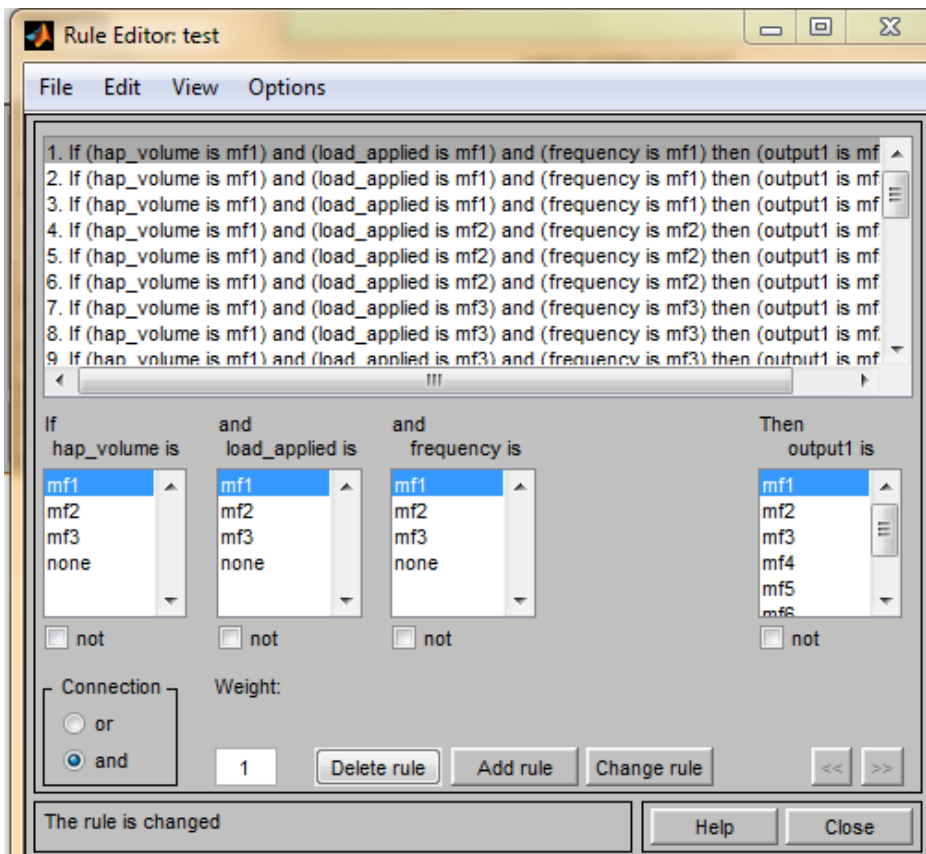 Rule Editor: test
File Edit View Options
1. If (hap_volume is mf1) and (load_applied is mf1) and (frequency is mf1) then (output1 is mf
2. If (hap_volume is mf1) and (load_applied is mf1) and (frequency is mf1) then (output1 is mf
3. If (hap_volume is mf1) and (load_applied is mf1) and (frequency is mf1) then (output1 is mf
4. If (hap_volume is mf1) and (load_applied is mf2) and (frequency is mf2) then (output1 is mf
5. If (hap_volume is mf1) and (load_applied is mf2) and (frequency is mf2) then (output1 is mf
6. If (hap_volume is mf1) and (load_applied is mf2) and (frequency is mf2) then (output1 is mf
7. If (hap_volume is mf1) and (load_applied is mf3) and (frequency is mf3) then (output1 is mf
8. If (hap_volume is mf1) and (load_applied is mf3) and (frequency is mf3) then (output1 is mf
9. If (hap_volume is mf1) and (load_applied is mf3) and (frequency is mf3) then (output1 is mf
If and and Then
hap_volume is load_applied is frequency is output1 is
mf1 mf1 mf1 mf1
mf2 mf2 mf2 mf2
mf3 mf3 mf3 mf3
none none none mf4
mf5
mf6
not not not not
Connection Weight:
or
and 1 Delete rule Add rule Change rule << >>
The rule is changed Help Close